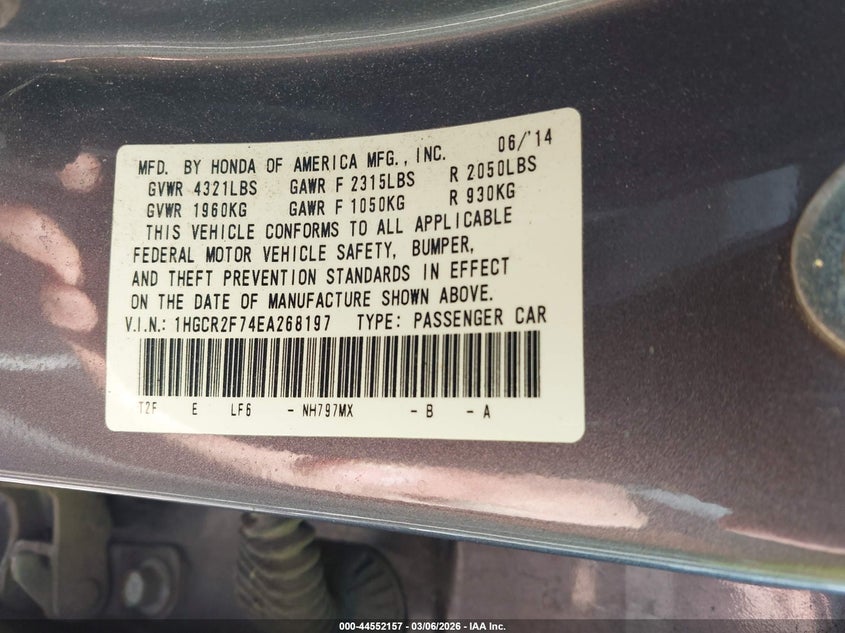 MFD. BY HONDA OF AMERICA MFG., INC. 06/'14
GVWR 4321LBS GAWR F 2315LBS R 2050LBS
GVWR 1960KG GAWR F 1050KG R 930KG
THIS VEHICLE CONFORMS TO ALL APPLICABLE
FEDERAL MOTOR VEHICLE SAFETY, BUMPER,
AND THEFT PREVENTION STANDARDS IN EFFECT
ON THE DATE OF MANUFACTURE SHOWN ABOVE.
V.I.N.: 1HGCR2F74EA268197 TYPE: PASSENGER CAR
T2F E LF6 - NH797MX - B - A
000-44552157 - 03/06/2026 - IAA Inc.